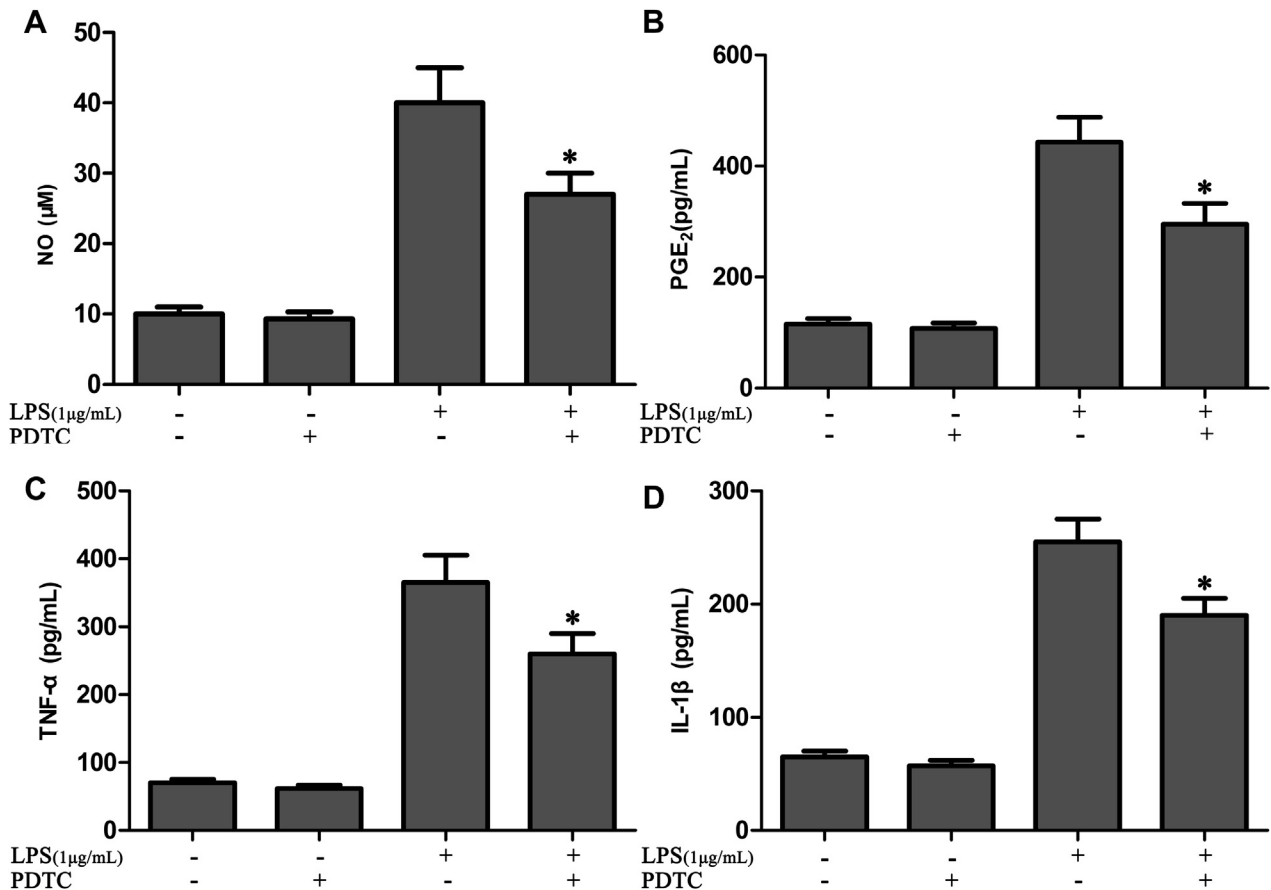 A
NO (µM)
50
40
30
20
10
0
*
LPS(1µg/mL) - - + +
PDTC - + - +
B
PGE₂(pg/mL)
600
400
200
0
*
LPS(1µg/mL) - - + +
PDTC - + - +
C
TNF-α (pg/mL)
500
400
300
200
100
0
*
LPS(1µg/mL) - - + +
PDTC - + - +
D
IL-1β (pg/mL)
300
200
100
0
*
LPS(1µg/mL) - - + +
PDTC - + - +